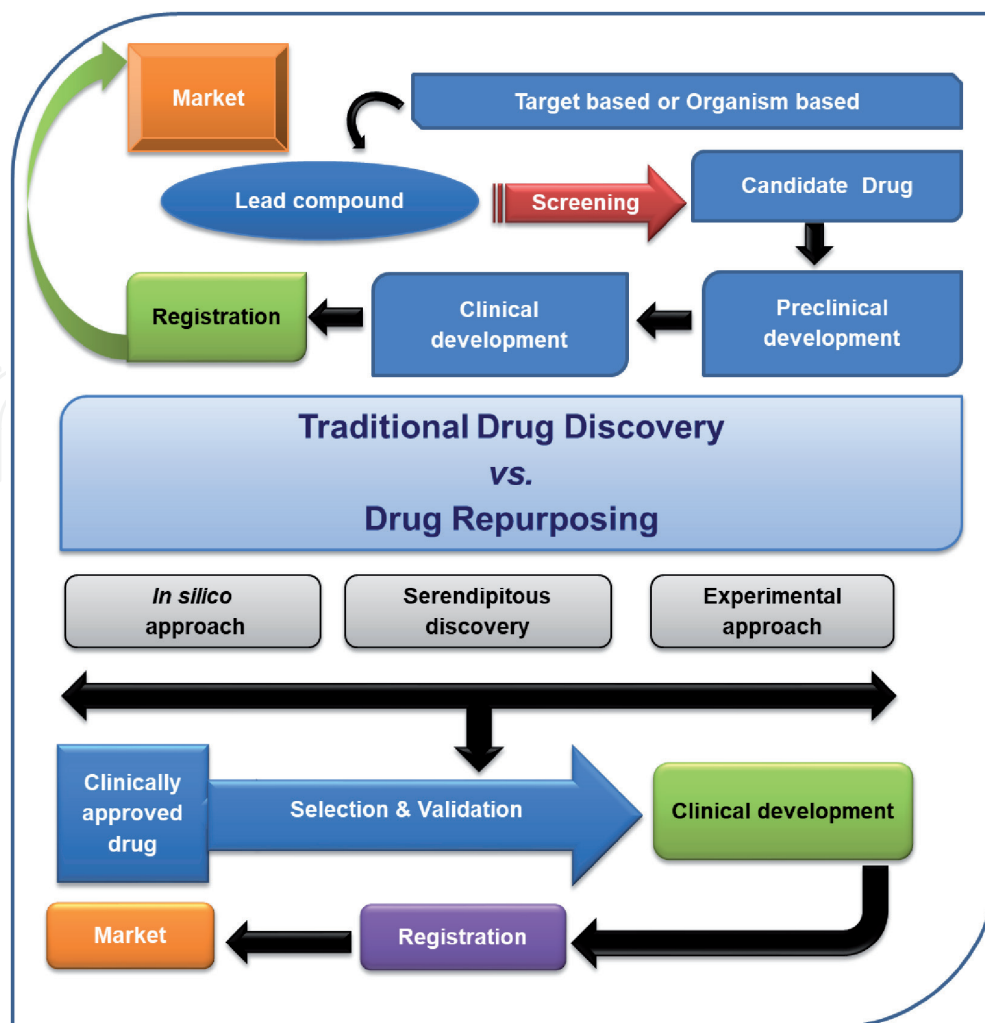 Market
Target based or Organism based
Lead compound
Screening
Candidate Drug
Registration
Clinical
development
Preclinical
development
Traditional Drug Discovery
vs.
Drug Repurposing
In silico
approach
Serendipitous
discovery
Experimental
approach
Clinically
approved
drug
Selection & Validation
Clinical development
Market
Registration